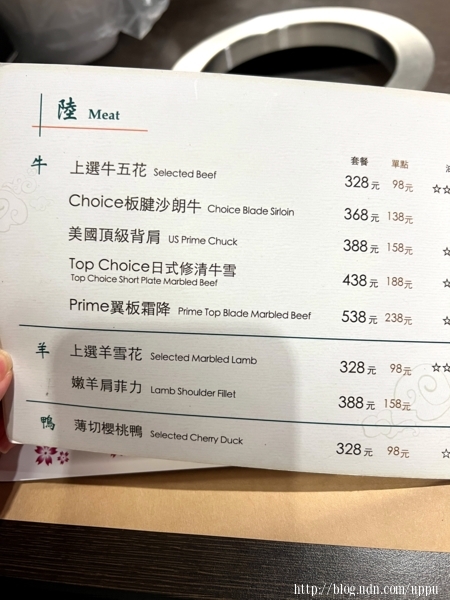 陸 Meat
套餐 單點
牛 上選牛五花 Selected Beef 328元 98元 ☆☆
Choice板腱沙朗牛 Choice Blade Sirloin 368元 138元
美國頂級背肩 US Prime Chuck 388元 158元 ☆
Top Choice日式修清牛雪 438元 188元 ☆
Top Choice Short Plate Marbled Beef
Prime翼板霜降 Prime Top Blade Marbled Beef 538元 238元 ☆
羊 上選羊雪花 Selected Marbled Lamb 328元 98元 ☆☆
嫩羊肩菲力 Lamb Shoulder Fillet 388元 158元
鴨 薄切櫻桃鴨 Selected Cherry Duck 328元 98元 ☆
http://blog.udn.com/uppu